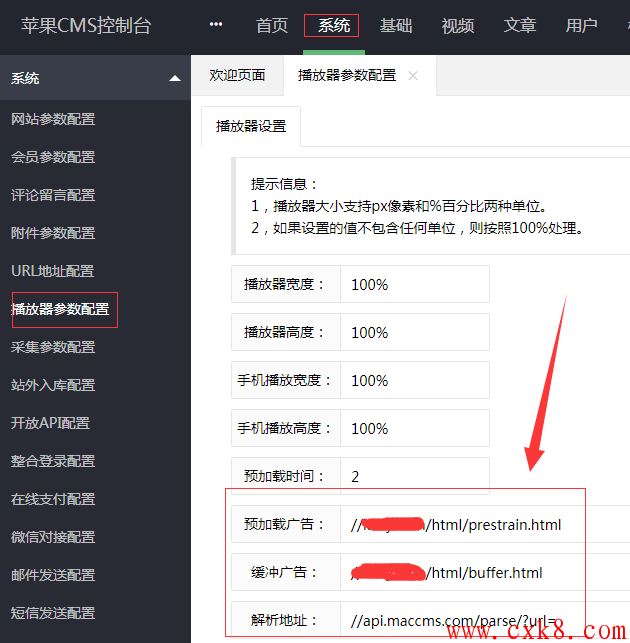 苹果CMS控制台 ••• 首页 系统 基础 视频 文章 用户
系统
网站参数配置
会员参数配置
评论留言配置
附件参数配置
URL地址配置
播放器参数配置
采集参数配置
站外入库配置
开放API配置
整合登录配置
在线支付配置
微信对接配置
邮件发送配置
短信发送配置
欢迎页面 播放器参数配置 ×
播放器设置
提示信息：
1，播放器大小支持px像素和%百分比两种单位。
2，如果设置的值不包含任何单位，则按照100%处理。
播放器宽度： 100%
播放器高度： 100%
手机播放宽度： 100%
手机播放高度： 100%
预加载时间： 2
预加载广告： // /html/prestrain.html
缓冲广告： /html/buffer.html
解析地址： //api.maccms.com/parse/?url=
www.cxk8.com